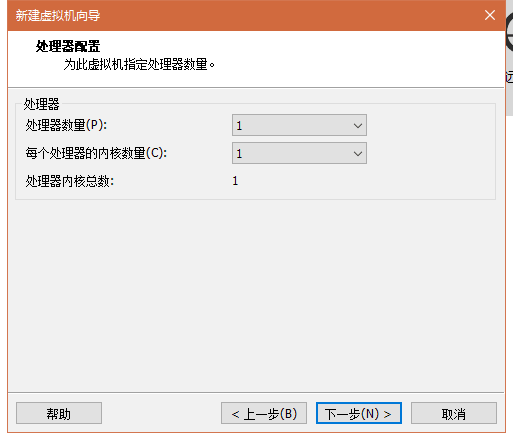 新建虚拟机向导
处理器配置
为此虚拟机指定处理器数量。
处理器
处理器数量(P): 1
每个处理器的内核数量(C): 1
处理器内核总数: 1
帮助 < 上一步(B) 下一步(N) > 取消